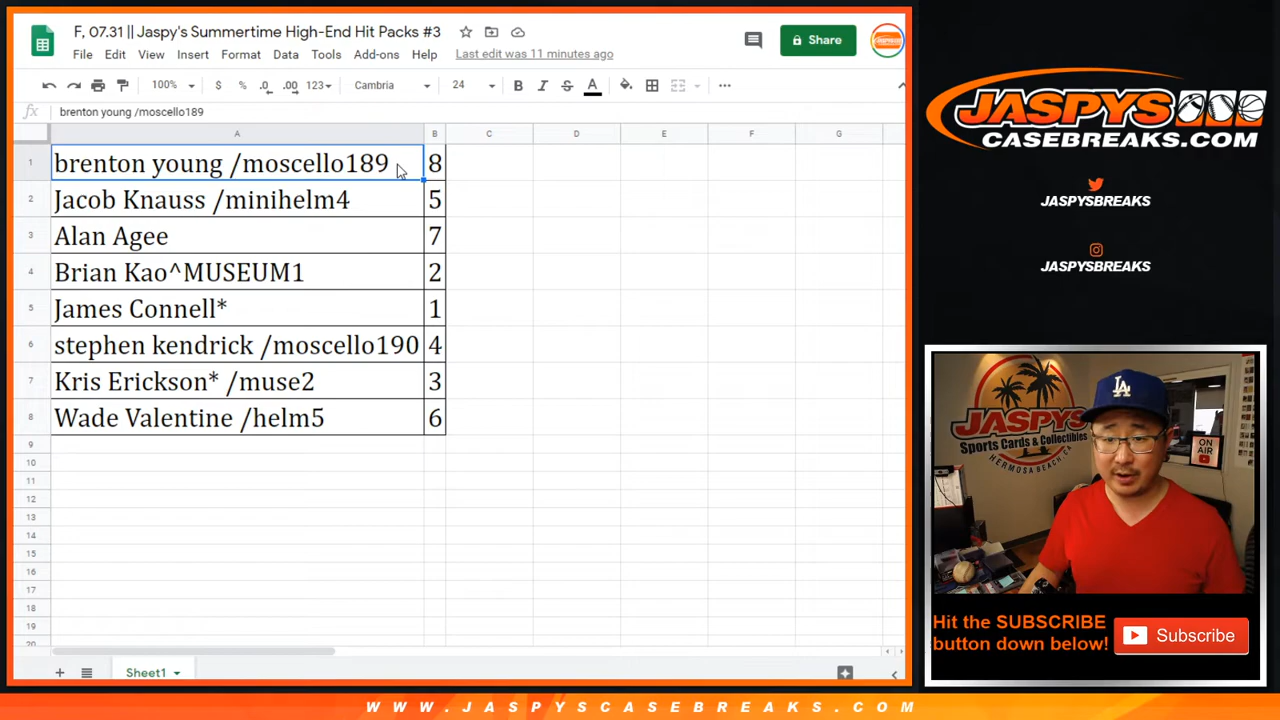 F, 07.31 || Jaspy's Summertime High-End Hit Packs #3
File Edit View Insert Format Data Tools Add-ons Help Last edit was 11 minutes ago
Share
100% $ % .0 .00 123 Cambria 24 B I S A
fx brenton young /moscello189
A B C D E F G
1 brenton young /moscello189 8
2 Jacob Knauss /minihelm4 5
3 Alan Agee 7
4 Brian Kao^MUSEUM1 2
5 James Connell* 1
6 stephen kendrick /moscello190 4
7 Kris Erickson* /muse2 3
8 Wade Valentine /helm5 6
9
10
11
12
13
14
15
16
17
18
19
20
Sheet1
JASPYS
CASEBREAKS.COM
JASPYSBREAKS
JASPYSBREAKS
JASPYS
Sports Cards & Collectibles
HERMOSA BEACH, CA
LA
ON AIR
Hit the SUBSCRIBE
button down below!
Subscribe
WWW.JASPYSCASEBREAKS.COM